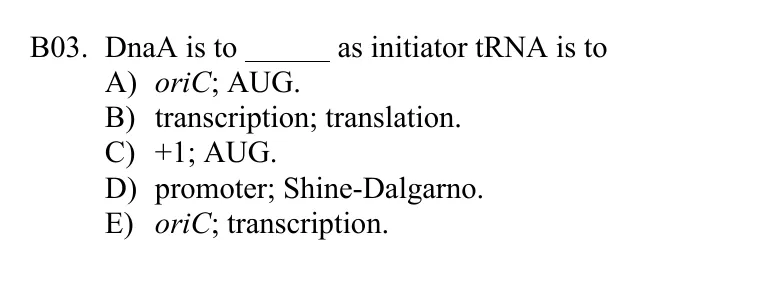 B03. DnaA is to ______ as initiator tRNA is to
A) oriC; AUG.
B) transcription; translation.
C) +1; AUG.
D) promoter; Shine-Dalgarno.
E) oriC; transcription.